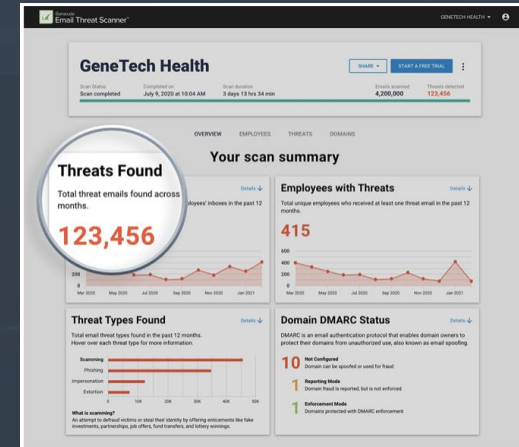 Barracuda
Email Threat Scanner™
GENETECH HEALTH
GeneTech Health
SHARE
START A FREE TRIAL
Scan Status
Completed on
Scan duration
Emails scanned
Threats detected
Scan completed
July 9, 2020 at 10:04 AM
3 days 13 hrs 34 min
4,200,000
123,456
OVERVIEW
EMPLOYEES
THREATS
DOMAINS
Your scan summary
Threats Found
Total threat emails found across
months.
123,456
Details
employees' inboxes in the past 12
200
0
Mar 2020 May 2020 Jul 2020 Sep 2020 Nov 2020 Jan 2021
Employees with Threats
Details
Total unique employees who received at least one threat email in the past 12
months.
415
600
400
200
0
Mar 2020 May 2020 Jul 2020 Sep 2020 Nov 2020 Jan 2021
Threat Types Found
Details
Total email threat types found in the past 12 months.
Hover over each threat type for more information.
Scamming
Phishing
Impersonation
Extortion
0 10K 20K 30K 40K 50K
What is scamming?
An attempt to defraud victims or steal their identity by offering enticements like fake
investments, partnerships, job offers, fund transfers, and lottery winnings.
Domain DMARC Status
Details
DMARC is an email authentication protocol that enables domain owners to
protect their domains from unauthorized use, also known as email spoofing.
10 Not Configured
Domain can be spoofed or used for fraud
1 Reporting Mode
Domain fraud is reported, but is not enforced
1 Enforcement Mode
Domains protected with DMARC enforcement